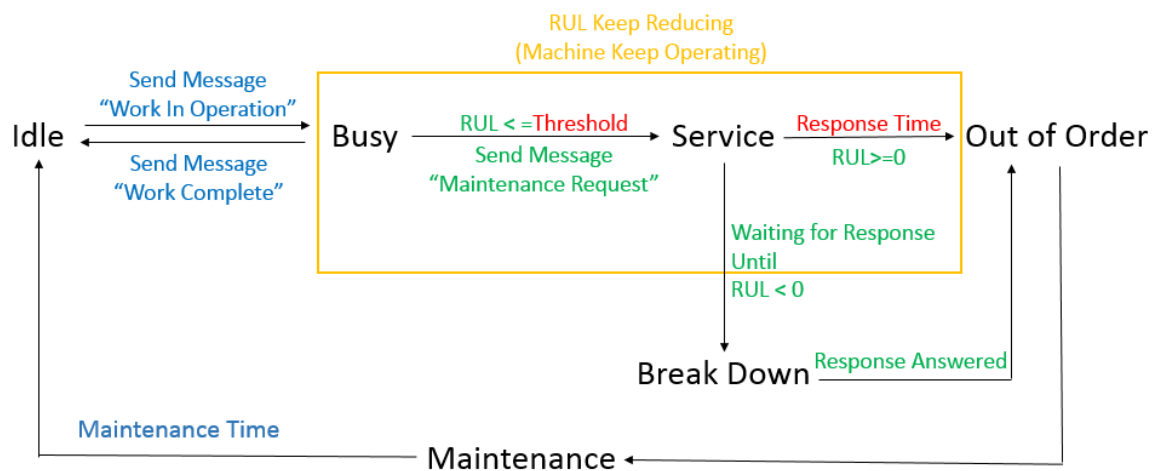 RUL Keep Reducing
(Machine Keep Operating)
Send Message
“Work In Operation”
Idle
Send Message
“Work Complete”
Busy
RUL < =Threshold
Send Message
“Maintenance Request”
Service
Response Time
RUL>=0
Out of Order
Waiting for Response
Until
RUL < 0
Break Down
Response Answered
Maintenance Time
Maintenance